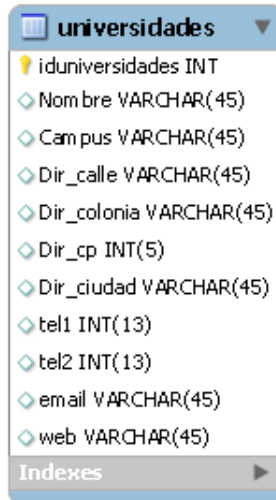 universidades
iduniversidades INT
Nombre VARCHAR(45)
Campus VARCHAR(45)
Dir_calle VARCHAR(45)
Dir_colonia VARCHAR(45)
Dir_cp INT(5)
Dir_ciudad VARCHAR(45)
tel1 INT(13)
tel2 INT(13)
email VARCHAR(45)
web VARCHAR(45)
Indexes